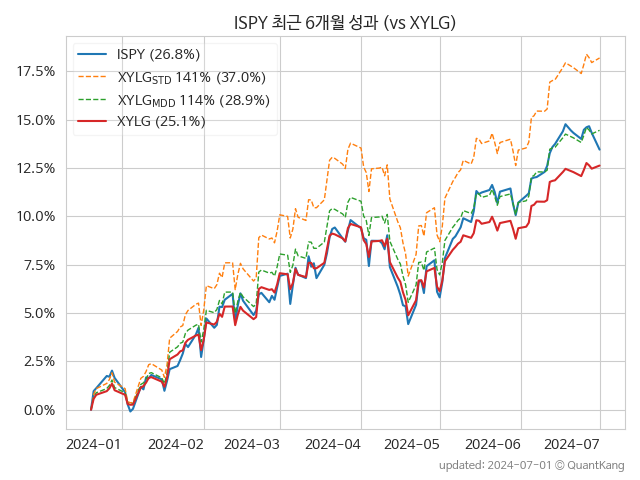 ISPY 최근 6개월 성과 (vs XYLG)
ISPY (26.8%)
XYLGSTD 141% (37.0%)
XYLGMDD 114% (28.9%)
XYLG (25.1%)
17.5%
15.0%
12.5%
10.0%
7.5%
5.0%
2.5%
0.0%
2024-01 2024-02 2024-03 2024-04 2024-05 2024-06 2024-07
updated: 2024-07-01 © QuantKang